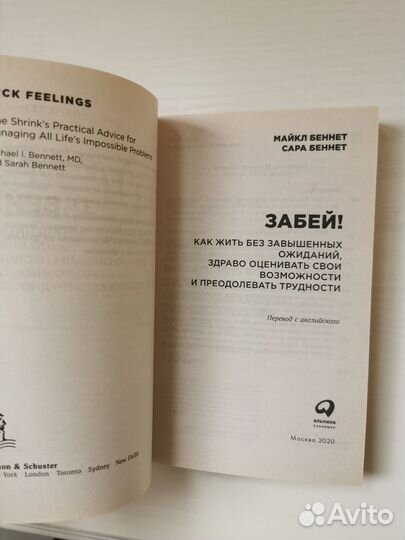 CK FEELINGS
e Shrink's Practical Advice for
naging All Life's Impossible Problems
hael I. Bennett, MD,
d Sarah Bennett
on & Schuster
York London Toronto Sydney New Delhi
МАЙКЛ БЕННЕТ
САРА БЕННЕТ
ЗАБЕЙ!
КАК ЖИТЬ БЕЗ ЗАВЫШЕННЫХ
ОЖИДАНИЙ,
ЗДРАВО ОЦЕНИВАТЬ СВОИ
ВОЗМОЖНОСТИ
И ПРЕОДОЛЕВАТЬ ТРУДНОСТИ
Перевод с английского
АЛЬПИНА
ПАБЛИШЕР
Москва 2020
Avito